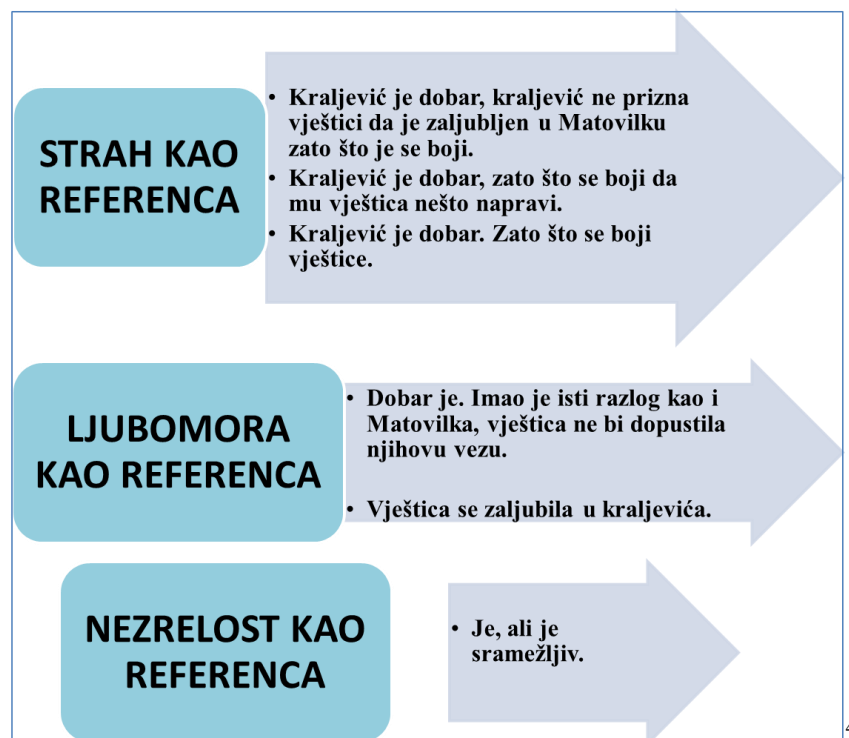 STRAH KAO
REFERENCA
• Kraljević je dobar, kraljević ne prizna
vještici da je zaljubljen u Matovilku
zato što je se boji.
• Kraljević je dobar, zato što se boji da
mu vještica nešto napravi.
• Kraljević je dobar. Zato što se boji
vještice.
LJUBOMORA
KAO REFERENCA
• Dobar je. Imao je isti razlog kao i
Matovilka, vještica ne bi dopustila
njihovu vezu.
• Vještica se zaljubila u kraljevića.
NEZRELOST KAO
REFERENCA
• Je, ali je
sramežljiv.